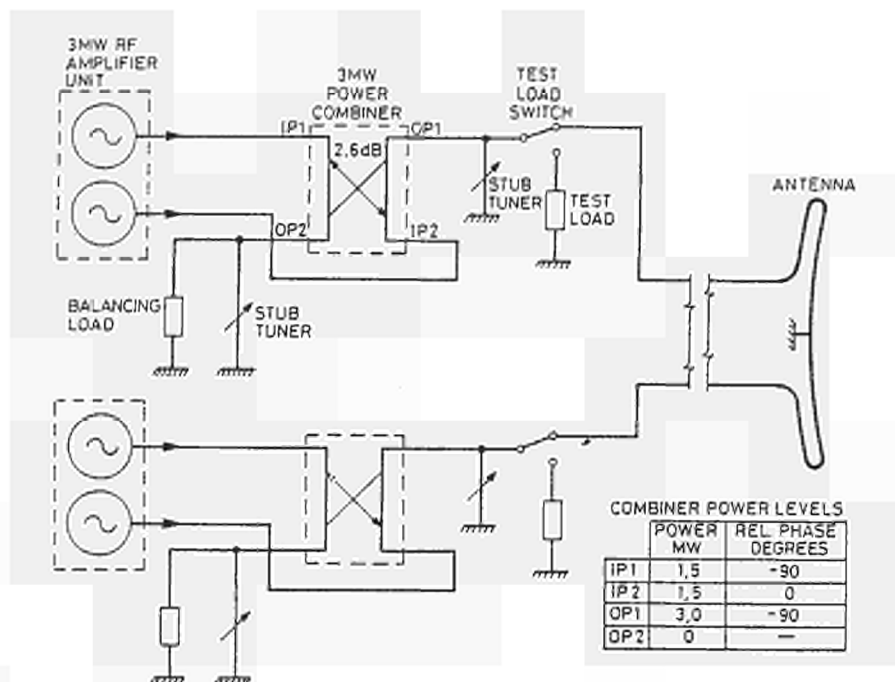 3MW RF
AMPLIFIER
UNIT
3MW
POWER
COMBINER
TEST
LOAD
SWITCH
IP1
OP1
2,6dB
OP2
IP2
STUB
TUNER
TEST
LOAD
ANTENNA
BALANCING
LOAD
STUB
TUNER
COMBINER POWER LEVELS
POWER MW REL. PHASE DEGREES
IP1 1,5 -90
IP2 1,5 0
OP1 3,0 -90
OP2 0 —